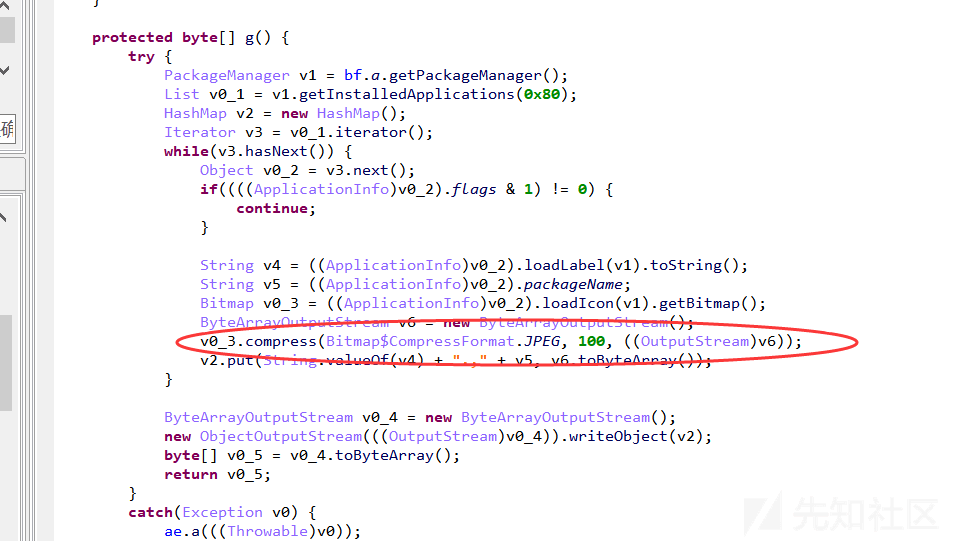 }
protected byte[] g() {
try {
PackageManager v1 = bf.a.getPackageManager();
List v0_1 = v1.getInstalledApplications(0x80);
HashMap v2 = new HashMap();
Iterator v3 = v0_1.iterator();
while(v3.hasNext()) {
Object v0_2 = v3.next();
if((((ApplicationInfo)v0_2).flags & 1) != 0) {
continue;
}
String v4 = ((ApplicationInfo)v0_2).loadLabel(v1).toString();
String v5 = ((ApplicationInfo)v0_2).packageName;
Bitmap v0_3 = ((ApplicationInfo)v0_2).loadIcon(v1).getBitmap();
ByteArrayOutputStream v6 = new ByteArrayOutputStream();
v0_3.compress(Bitmap$CompressFormat.JPEG, 100, ((OutputStream)v6));
v2.put(String.valueOf(v4) + ".," + v5, v6.toByteArray());
}
ByteArrayOutputStream v0_4 = new ByteArrayOutputStream();
new ObjectOutputStream(((OutputStream)v0_4)).writeObject(v2);
byte[] v0_5 = v0_4.toByteArray();
return v0_5;
}
catch(Exception v0) {
ae.a(((Throwable)v0));
确
先知社区